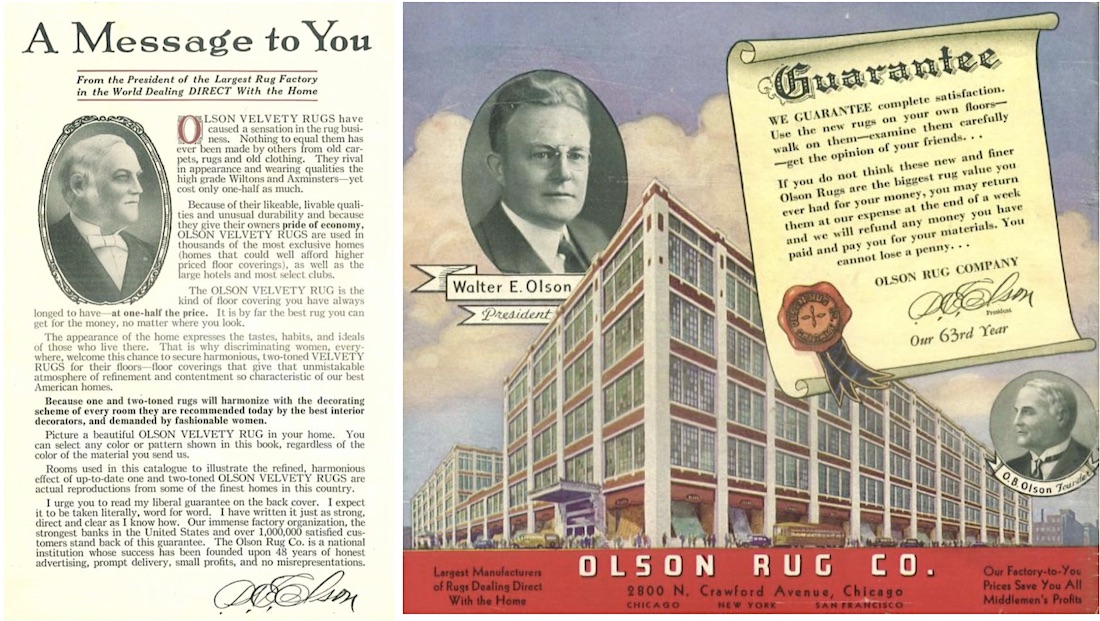 A Message to You
From the President of the Largest Rug Factory
in the World Dealing DIRECT With the Home
OLSON VELVETY RUGS have
caused a sensation in the rug busi-
ness. Nothing to equal them has
ever been made by others from old car-
pets, rugs and old clothing. They rival
in appearance and wearing qualities the
high grade Wiltons and Axminsters—yet
cost only one-half as much.
Because of their likeable, livable quali-
ties and unusual durability and because
they give their owners pride of economy,
OLSON VELVETY RUGS are used in
thousands of the most exclusive homes
(homes that could well afford higher
priced floor coverings), as well as the
large hotels and most select clubs.
The OLSON VELVETY RUG is the
kind of floor covering you have always
longed to have—at one-half the price. It is by far the best rug you can
get for the money, no matter where you look.
The appearance of the home expresses the tastes, habits, and ideals
of those who live there. That is why discriminating women, every-
where, welcome this chance to secure harmonious, two-toned VELVETY
RUGS for their floors—floor coverings that give that unmistakable
atmosphere of refinement and contentment so characteristic of our best
American homes.
Because one and two-toned rugs will harmonize with the decorating
scheme of every room they are recommended today by the best interior
decorators, and demanded by fashionable women.
Picture a beautiful OLSON VELVETY RUG in your home. You
can select any color or pattern shown in this book, regardless of the
color of the material you send us.
Rooms used in this catalogue to illustrate the refined, harmonious
effect of up-to-date one and two-toned OLSON VELVETY RUGS are
actual reproductions from some of the finest homes in this country.
I urge you to read my liberal guarantee on the back cover. I expect
it to be taken literally, word for word. I have written it just as strong,
direct and clear as I know how. Our immense factory organization, the
strongest banks in the United States and over 1,000,000 satisfied cus-
tomers stand back of this guarantee. The Olson Rug Co. is a national
institution whose success has been founded upon 48 years of honest
advertising, prompt delivery, small profits, and no misrepresentations.
Olson
Walter E. Olson
President
Guarantee
WE GUARANTEE complete satisfaction.
Use the new rugs on your own floors—
walk on them—examine them carefully
—get the opinion of your friends. . .
If you do not think these new and finer
Olson Rugs are the biggest rug value you
ever had for your money, you may return
them at our expense at the end of a week
and we will refund any money you have
paid and pay you for your materials. You
cannot lose a penny. . .
OLSON RUG COMPANY
Olson
President
Our 63rd Year
OLSON RUG
O.B. Olson Founder
OLSON RUG CO.
Largest Manufacturers
of Rugs Dealing Direct
With the Home
2800 N. Crawford Avenue, Chicago
CHICAGO NEW YORK SAN FRANCISCO
Our Factory-to-You
Prices Save You All
Middlemen's Profits